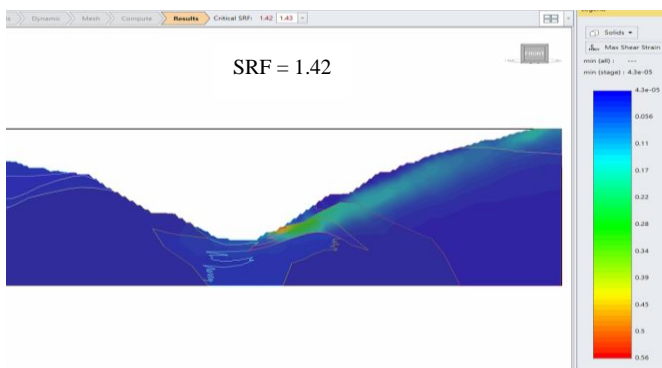 Dynamic Mesh Compute Results Critical SRF: 1.42 1.43
Solids
Max Shear Strain
min (all) : ---
min (stage) : 4.3e-05
SRF = 1.42
FRONT
4.3e-05
0.056
0.11
0.17
0.22
0.28
0.34
0.39
0.45
0.5
0.56